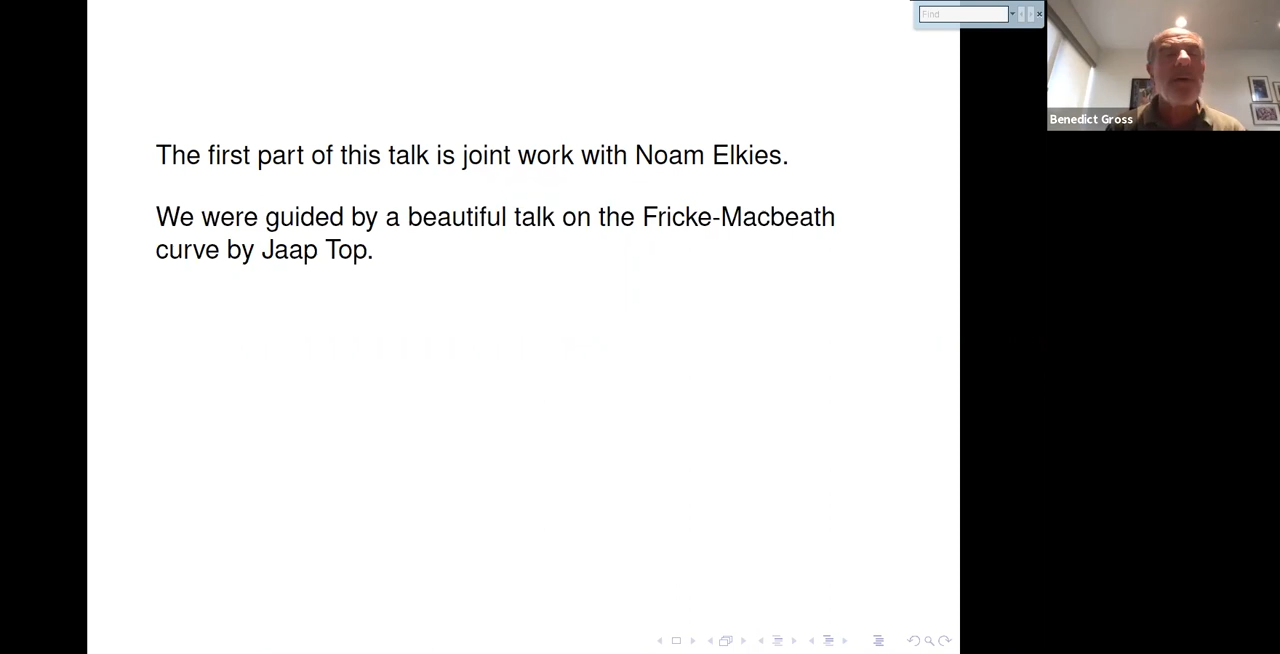 Find
Benedict Gross
The first part of this talk is joint work with Noam Elkies.
We were guided by a beautiful talk on the Fricke-Macbeath
curve by Jaap Top.